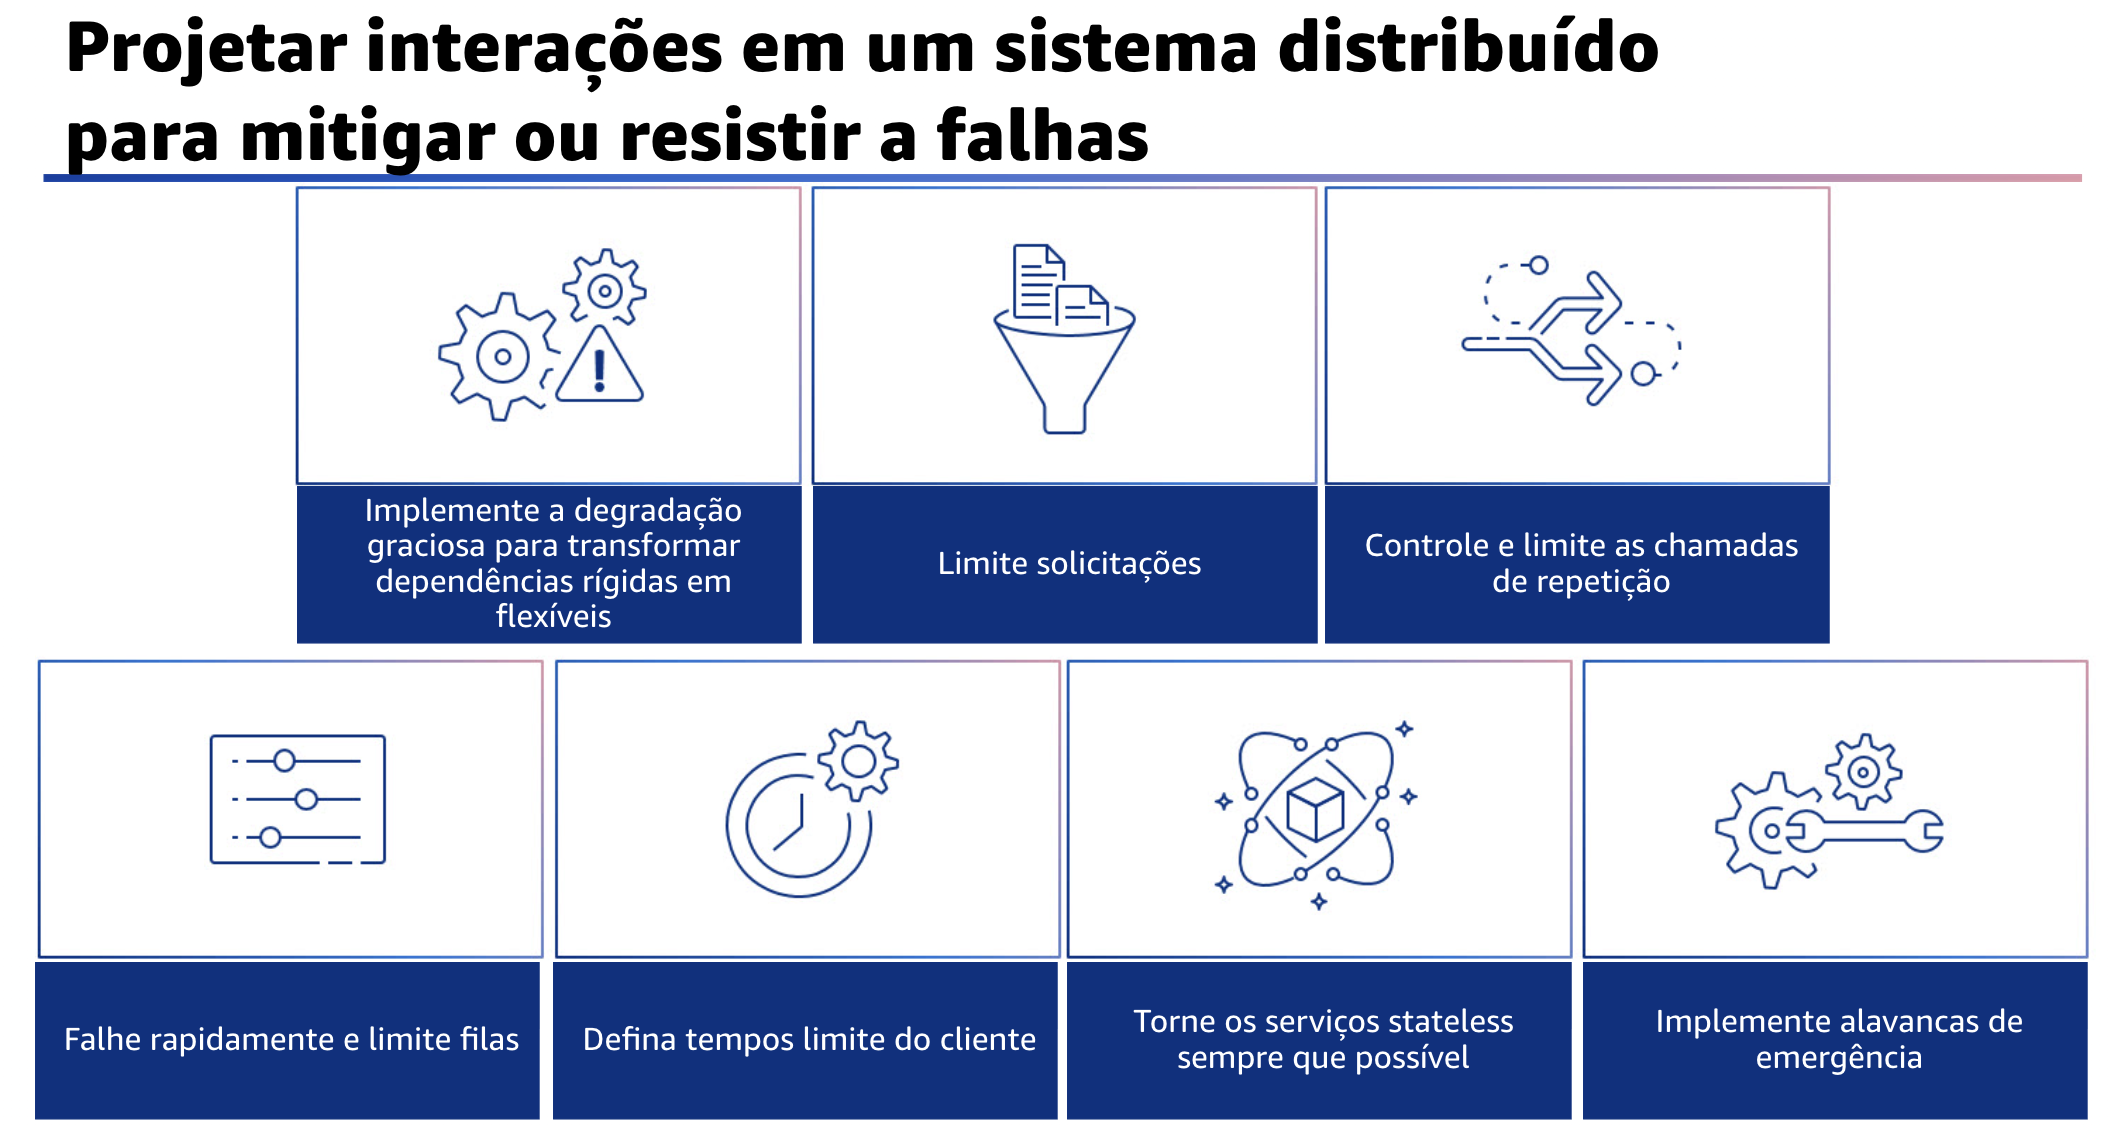 Projetar interações em um sistema distribuído
para mitigar ou resistir a falhas
Implemente a degradação
graciosa para transformar
dependências rígidas em
flexíveis
Limite solicitações
Controle e limite as chamadas
de repetição
Falhe rapidamente e limite filas
Defina tempos limite do cliente
Torne os serviços stateless
sempre que possível
Implemente alavancas de
emergência